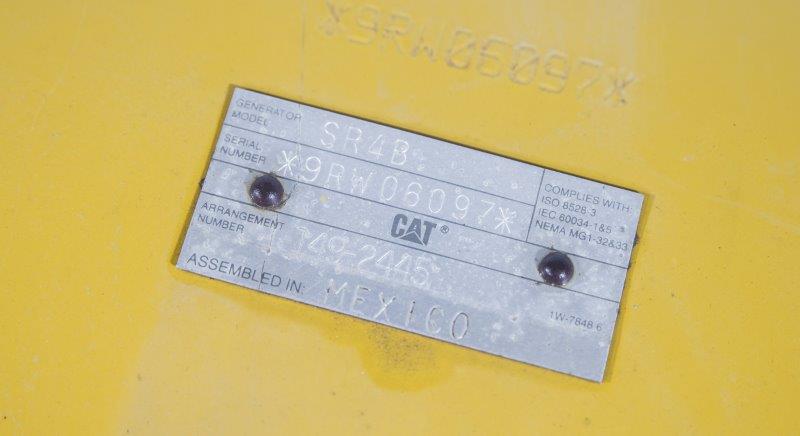 *9RW06097*
GENERATOR MODEL SR4B
SERIAL NUMBER *9RW06097*
COMPLIES WITH:
ISO 8528-3
IEC 60034-1&5
NEMA MG1-32&33
CAT®
ARRANGEMENT NUMBER 149-2445
ASSEMBLED IN: MEXICO
1W-7848 6